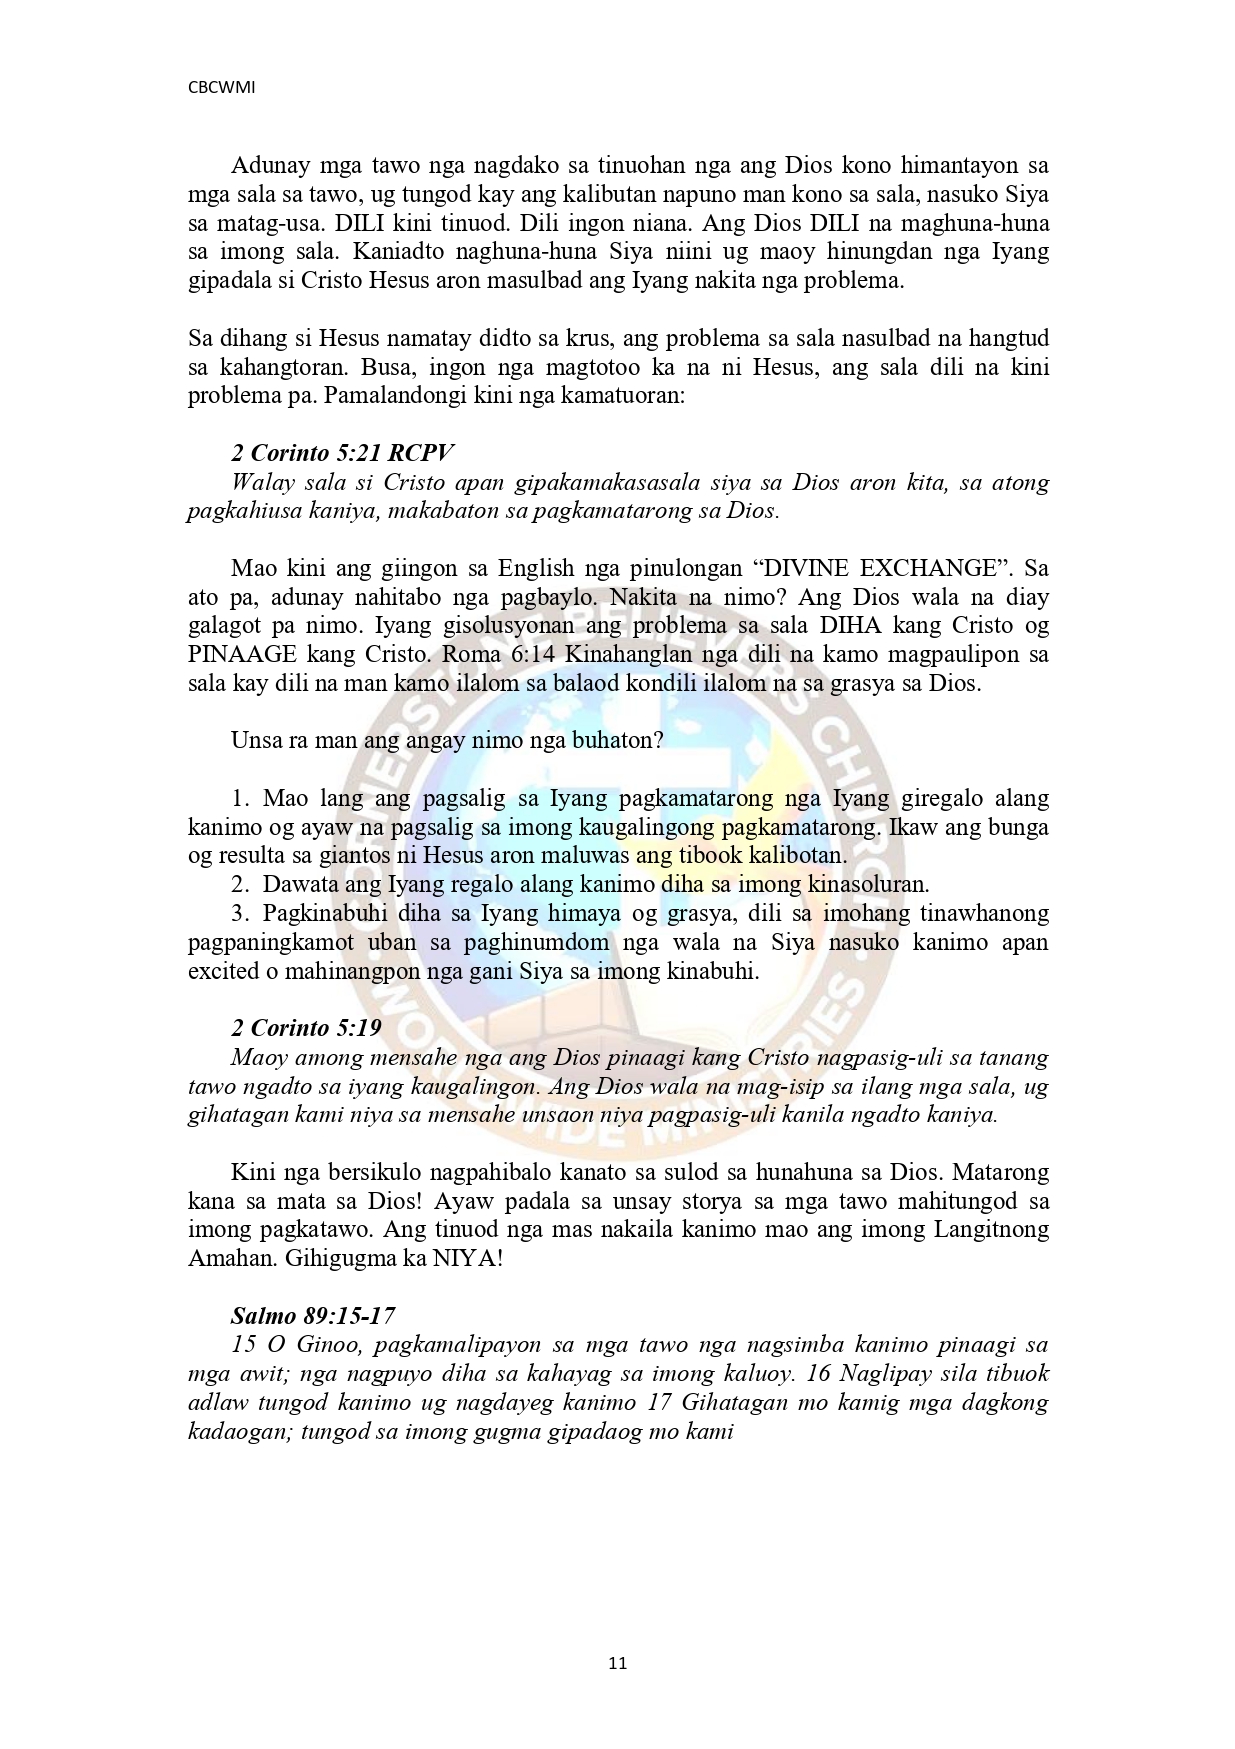 CBCWMI
Adunay mga tawo nga nagdako sa tinuohan nga ang Dios kono himantayon sa
mga sala sa tawo, ug tungod kay ang kalibutan napuno man kono sa sala, nasuko Siya
sa matag-usa. DILI kini tinuod. Dili ingon niana. Ang Dios DILI na maghuna-huna
sa imong sala. Kaniadto naghuna-huna Siya niini ug maoy hinungdan nga Iyang
gipadala si Cristo Hesus aron masulbad ang Iyang nakita nga problema.
Sa dihang si Hesus namatay didto sa krus, ang problema sa sala nasulbad na hangtud
sa kahangtoran. Busa, ingon nga magtotoo ka na ni Hesus, ang sala dili na kini
problema pa. Pamalandongi kini nga kamatuoran:
2 Corinto 5:21 RCPV
Walay sala si Cristo apan gipakamakasasala siya sa Dios aron kita, sa atong
pagkahiusa kaniya, makabaton sa pagkamatarong sa Dios.
Mao kini ang giingon sa English nga pinulongan “DIVINE EXCHANGE”. Sa
ato pa, adunay nahitabo nga pagbaylo. Nakita na nimo? Ang Dios wala na diay
galagot pa nimo. Iyang gisolusyonan ang problema sa sala DIHA kang Cristo og
PINAAGE kang Cristo. Roma 6:14 Kinahanglan nga dili na kamo magpaulipon sa
sala kay dili na man kamo ilalom sa balaod kondili ilalom na sa grasya sa Dios.
Unsa ra man ang angay nimo nga buhaton?
1. Mao lang ang pagsalig sa Iyang pagkamatarong nga Iyang giregalo alang
kanimo og ayaw na pagsalig sa imong kaugalingong pagkamatarong. Ikaw ang bunga
og resulta sa giantos ni Hesus aron maluwas ang tibook kalibotan.
2. Dawata ang Iyang regalo alang kanimo diha sa imong kinasoluran.
3. Pagkinabuhi diha sa Iyang himaya og grasya, dili sa imohang tinawhanong
pagpaningkamot uban sa paghinumdom nga wala na Siya nasuko kanimo apan
excited o mahinangpon nga gani Siya sa imong kinabuhi.
2 Corinto 5:19
Maoy among mensahe nga ang Dios pinaagi kang Cristo nagpasig-uli sa tanang
tawo ngadto sa iyang kaugalingon. Ang Dios wala na mag-isip sa ilang mga sala, ug
gihatagan kami niya sa mensahe unsaon niya pagpasig-uli kanila ngadto kaniya.
Kini nga bersikulo nagpahibalo kanato sa sulod sa hunahuna sa Dios. Matarong
kana sa mata sa Dios! Ayaw padala sa unsay storya sa mga tawo mahitungod sa
imong pagkatawo. Ang tinuod nga mas nakaila kanimo mao ang imong Langitnong
Amahan. Gihigugma ka NIYA!
Salmo 89:15-17
15 O Ginoo, pagkamalipayon sa mga tawo nga nagsimba kanimo pinaagi sa
mga awit; nga nagpuyo diha sa kahayag sa imong kaluoy. 16 Naglipay sila tibuok
adlaw tungod kanimo ug nagdayeg kanimo 17 Gihatagan mo kamig mga dagkong
kadaogan; tungod sa imong gugma gipadaog mo kami
CORNERSTONE BELIEVERS CHURCH
WORLDWIDE MINISTRIES
11